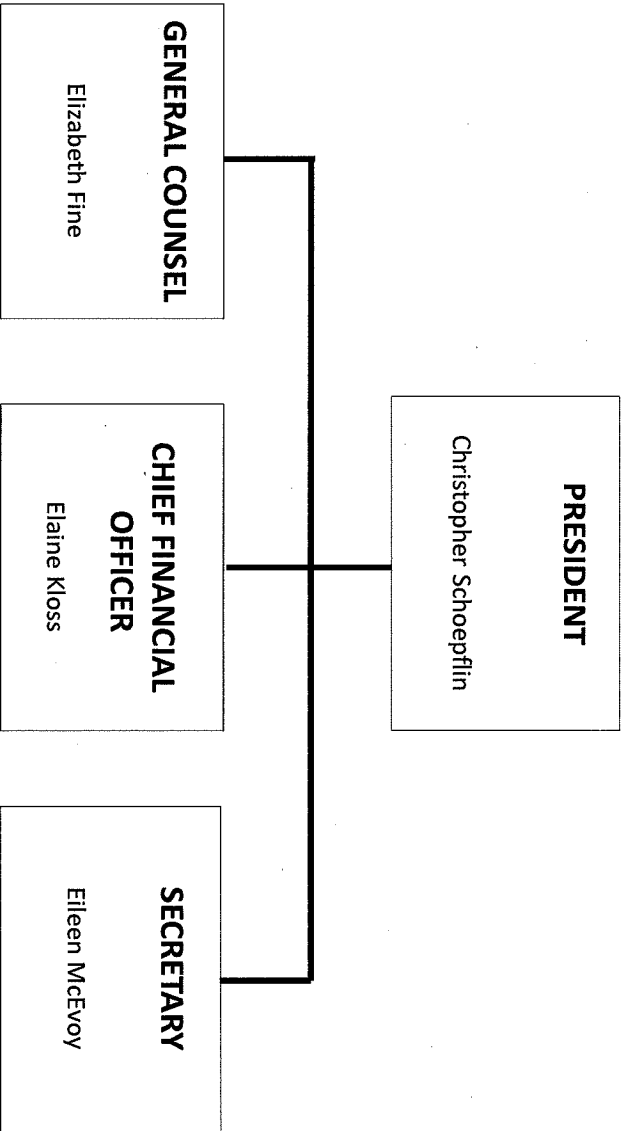 PRESIDENT
Christopher Schoepflin
GENERAL COUNSEL
Elizabeth Fine
CHIEF FINANCIAL
OFFICER
Elaine Kloss
SECRETARY
Eileen McEvoy